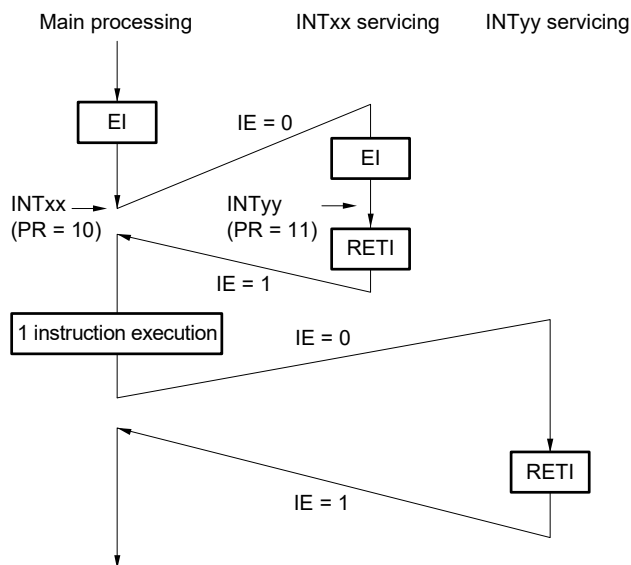 Main processing
INTxx servicing
INTyy servicing
EI
IE = 0
EI
INTxx
(PR = 10)
INTyy
(PR = 11)
RETI
IE = 1
1 instruction execution
IE = 0
RETI
IE = 1